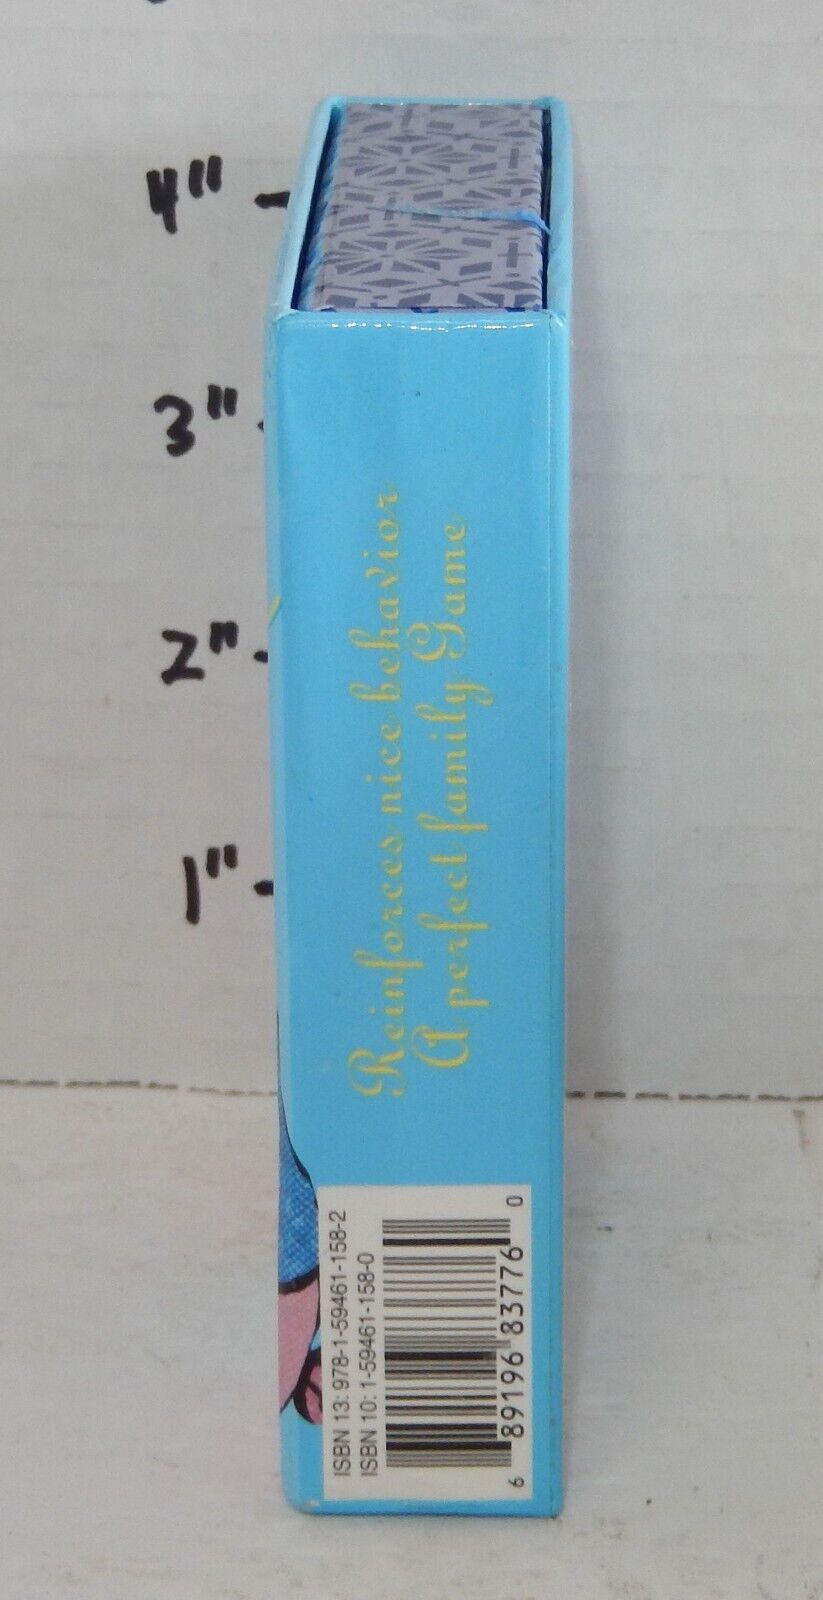 4"
3"
2"
1"
Reinforces nice behavior
A perfect family Game
ISBN 13: 978-1-59461-158-2
ISBN 10: 1-59461-158-0
6 89196 83776 0